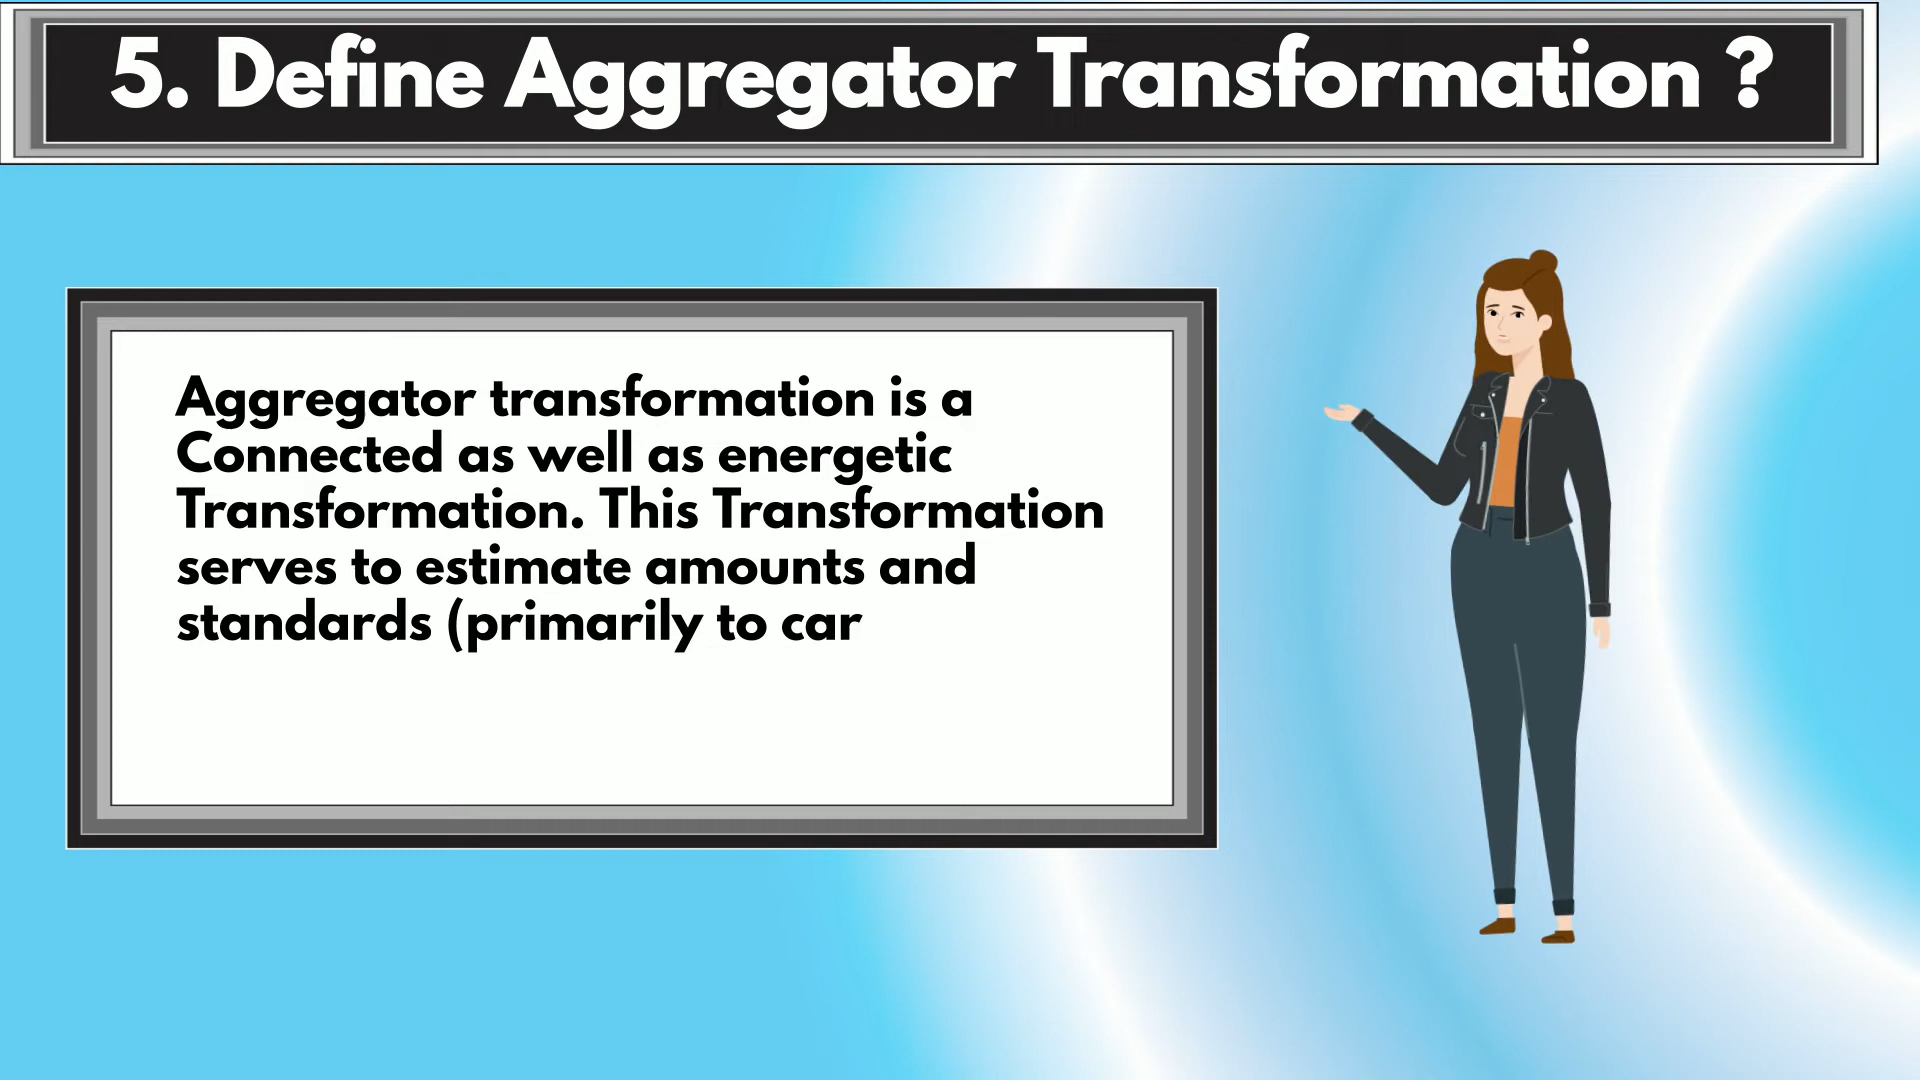 5. Define Aggregator Transformation ?
Aggregator transformation is a
Connected as well as energetic
Transformation. This Transformation
serves to estimate amounts and
standards (primarily to car